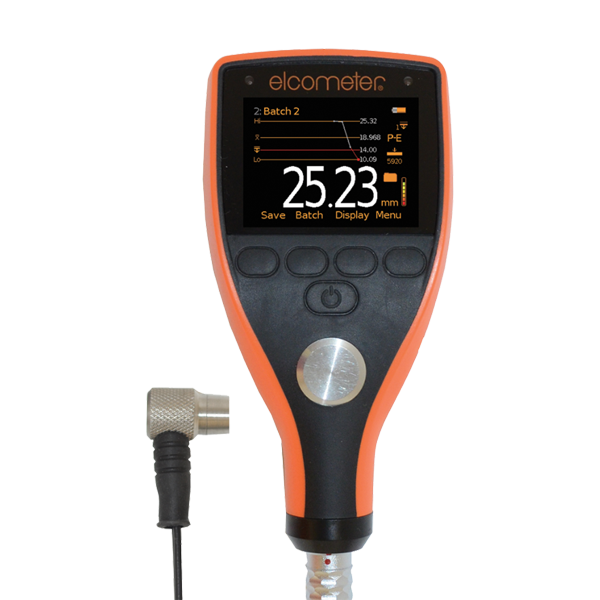 elcometer®
2: Batch 2
Hi 25.32
x̄ 18.968
14.00
Lo 10.09
1
P-E
5920
25.23 mm
Save Batch Display Menu